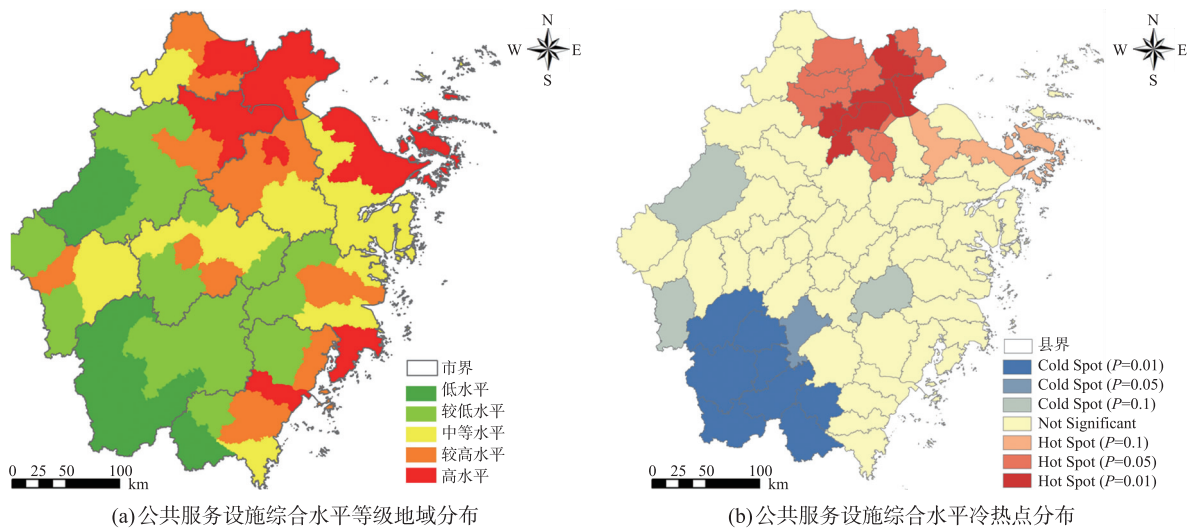 N
W E
S
市界
低水平
较低水平
中等水平
较高水平
高水平
0 25 50 100
km
(a) 公共服务设施综合水平等级地域分布
N
W E
S
县界
Cold Spot (P=0.01)
Cold Spot (P=0.05)
Cold Spot (P=0.1)
Not Significant
Hot Spot (P=0.1)
Hot Spot (P=0.05)
Hot Spot (P=0.01)
0 25 50 100
km
(b) 公共服务设施综合水平冷热点分布